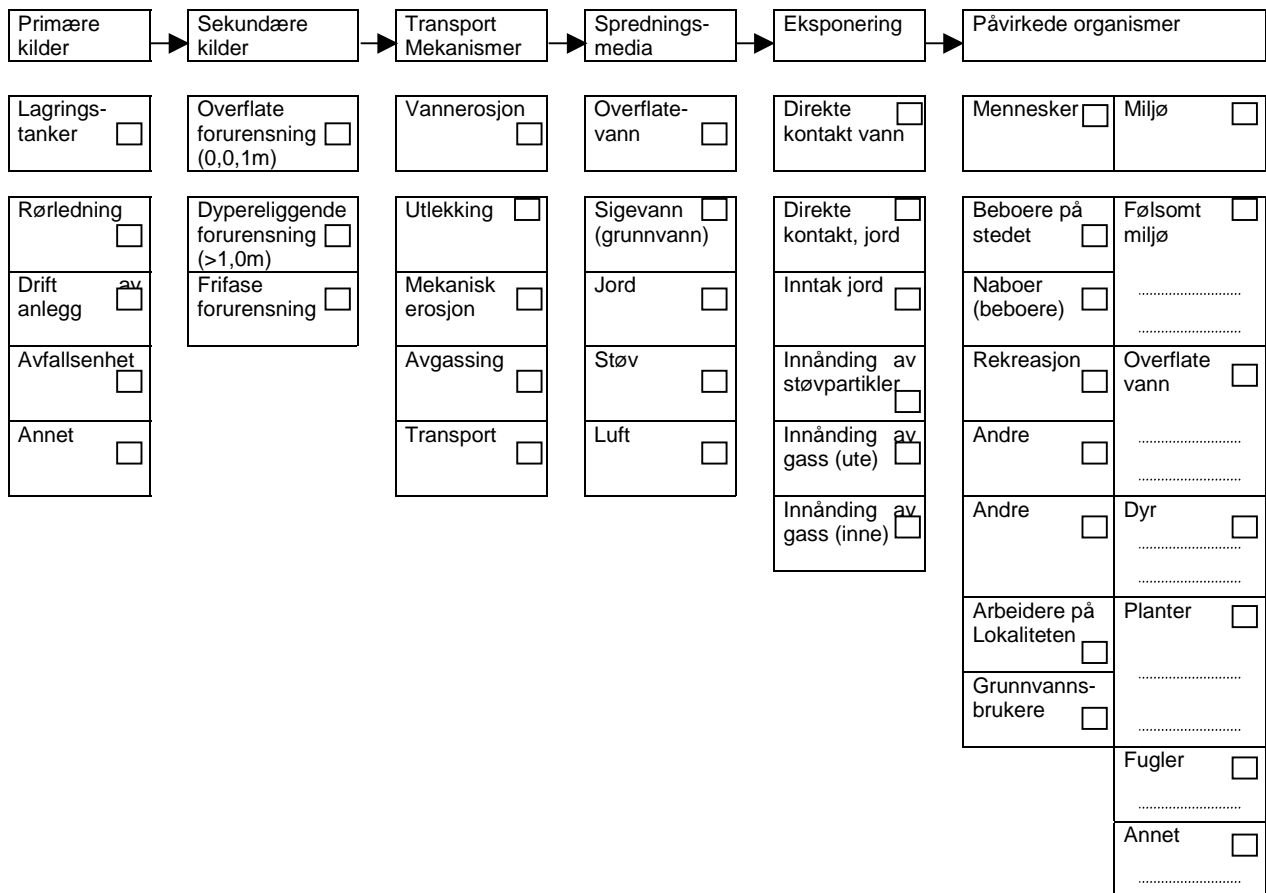 Primære
kilder
Sekundære
kilder
Transport
Mekanismer
Sprednings-
media
Eksponering
Påvirkede organismer
Lagrings-
tanker
Overflate
forurensning
(0,0,1m)
Vannerosjon
Overflate-
vann
Direkte
kontakt vann
Mennesker
Miljø
Rørledning
Dypereliggende
forurensning
(>1,0m)
Utlekking
Sigevann
(grunnvann)
Direkte
kontakt, jord
Beboere på
stedet
Følsomt
miljø
Drift av
anlegg
Frifase
forurensning
Mekanisk
erosjon
Jord
Inntak jord
Naboer
(beboere)
Avfallsenhet
Avgassing
Støv
Innånding av
støvpartikler
Rekreasjon
Overflate
vann
Annet
Transport
Luft
Innånding av
gass (ute)
Andre
Innånding av
gass (inne)
Andre
Dyr
Arbeidere på
Lokaliteten
Planter
Grunnvanns-
brukere
Fugler
Annet